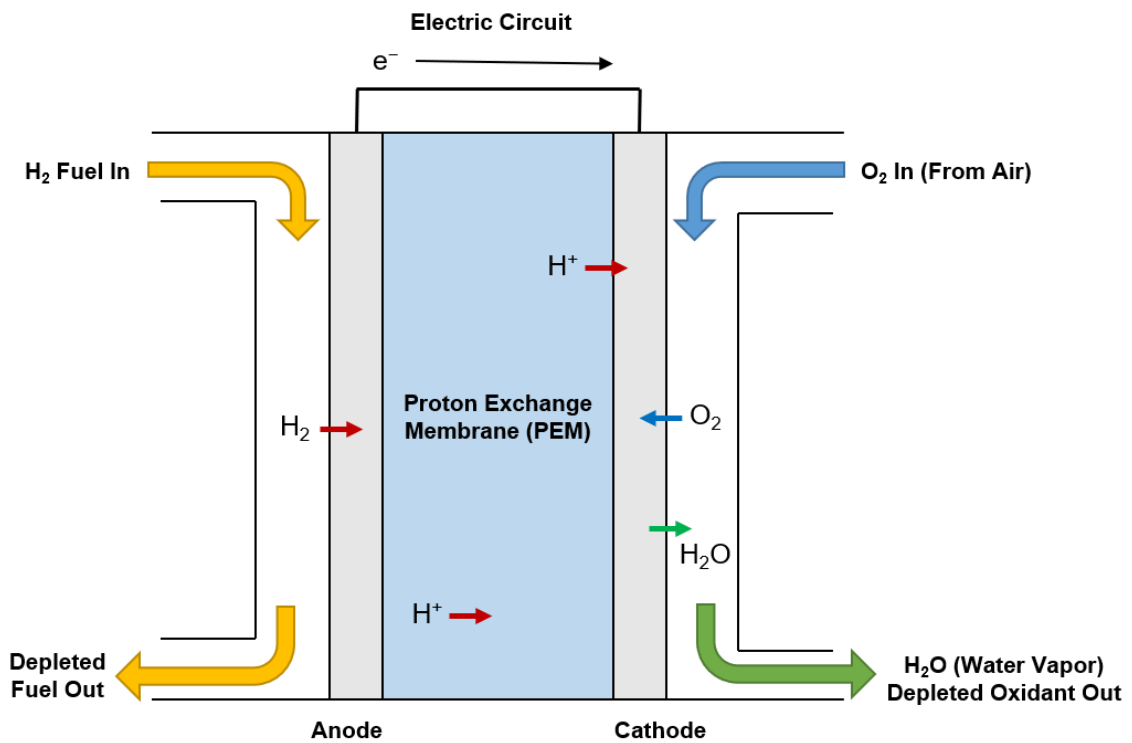 Electric Circuit
e⁻
H₂ Fuel In
O₂ In (From Air)
H⁺
Proton Exchange
Membrane (PEM)
H₂
O₂
H₂O
H⁺
Depleted
Fuel Out
H₂O (Water Vapor)
Depleted Oxidant Out
Anode
Cathode